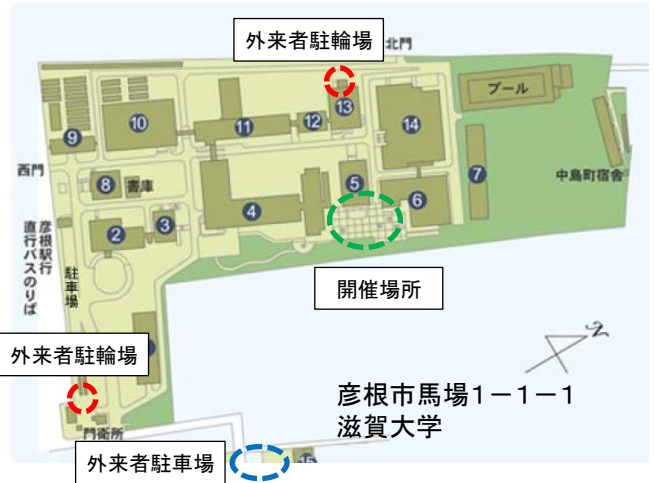 外来者駐輪場
北門
プール
13
10
11
12
14
9
7
中島町宿舎
西門
8
書庫
5
6
4
3
2
彦根駅行
直行バスのりば
駐車場
開催場所
外来者駐輪場
彦根市馬場1-1-1
滋賀大学
門衛所
外来者駐車場
15